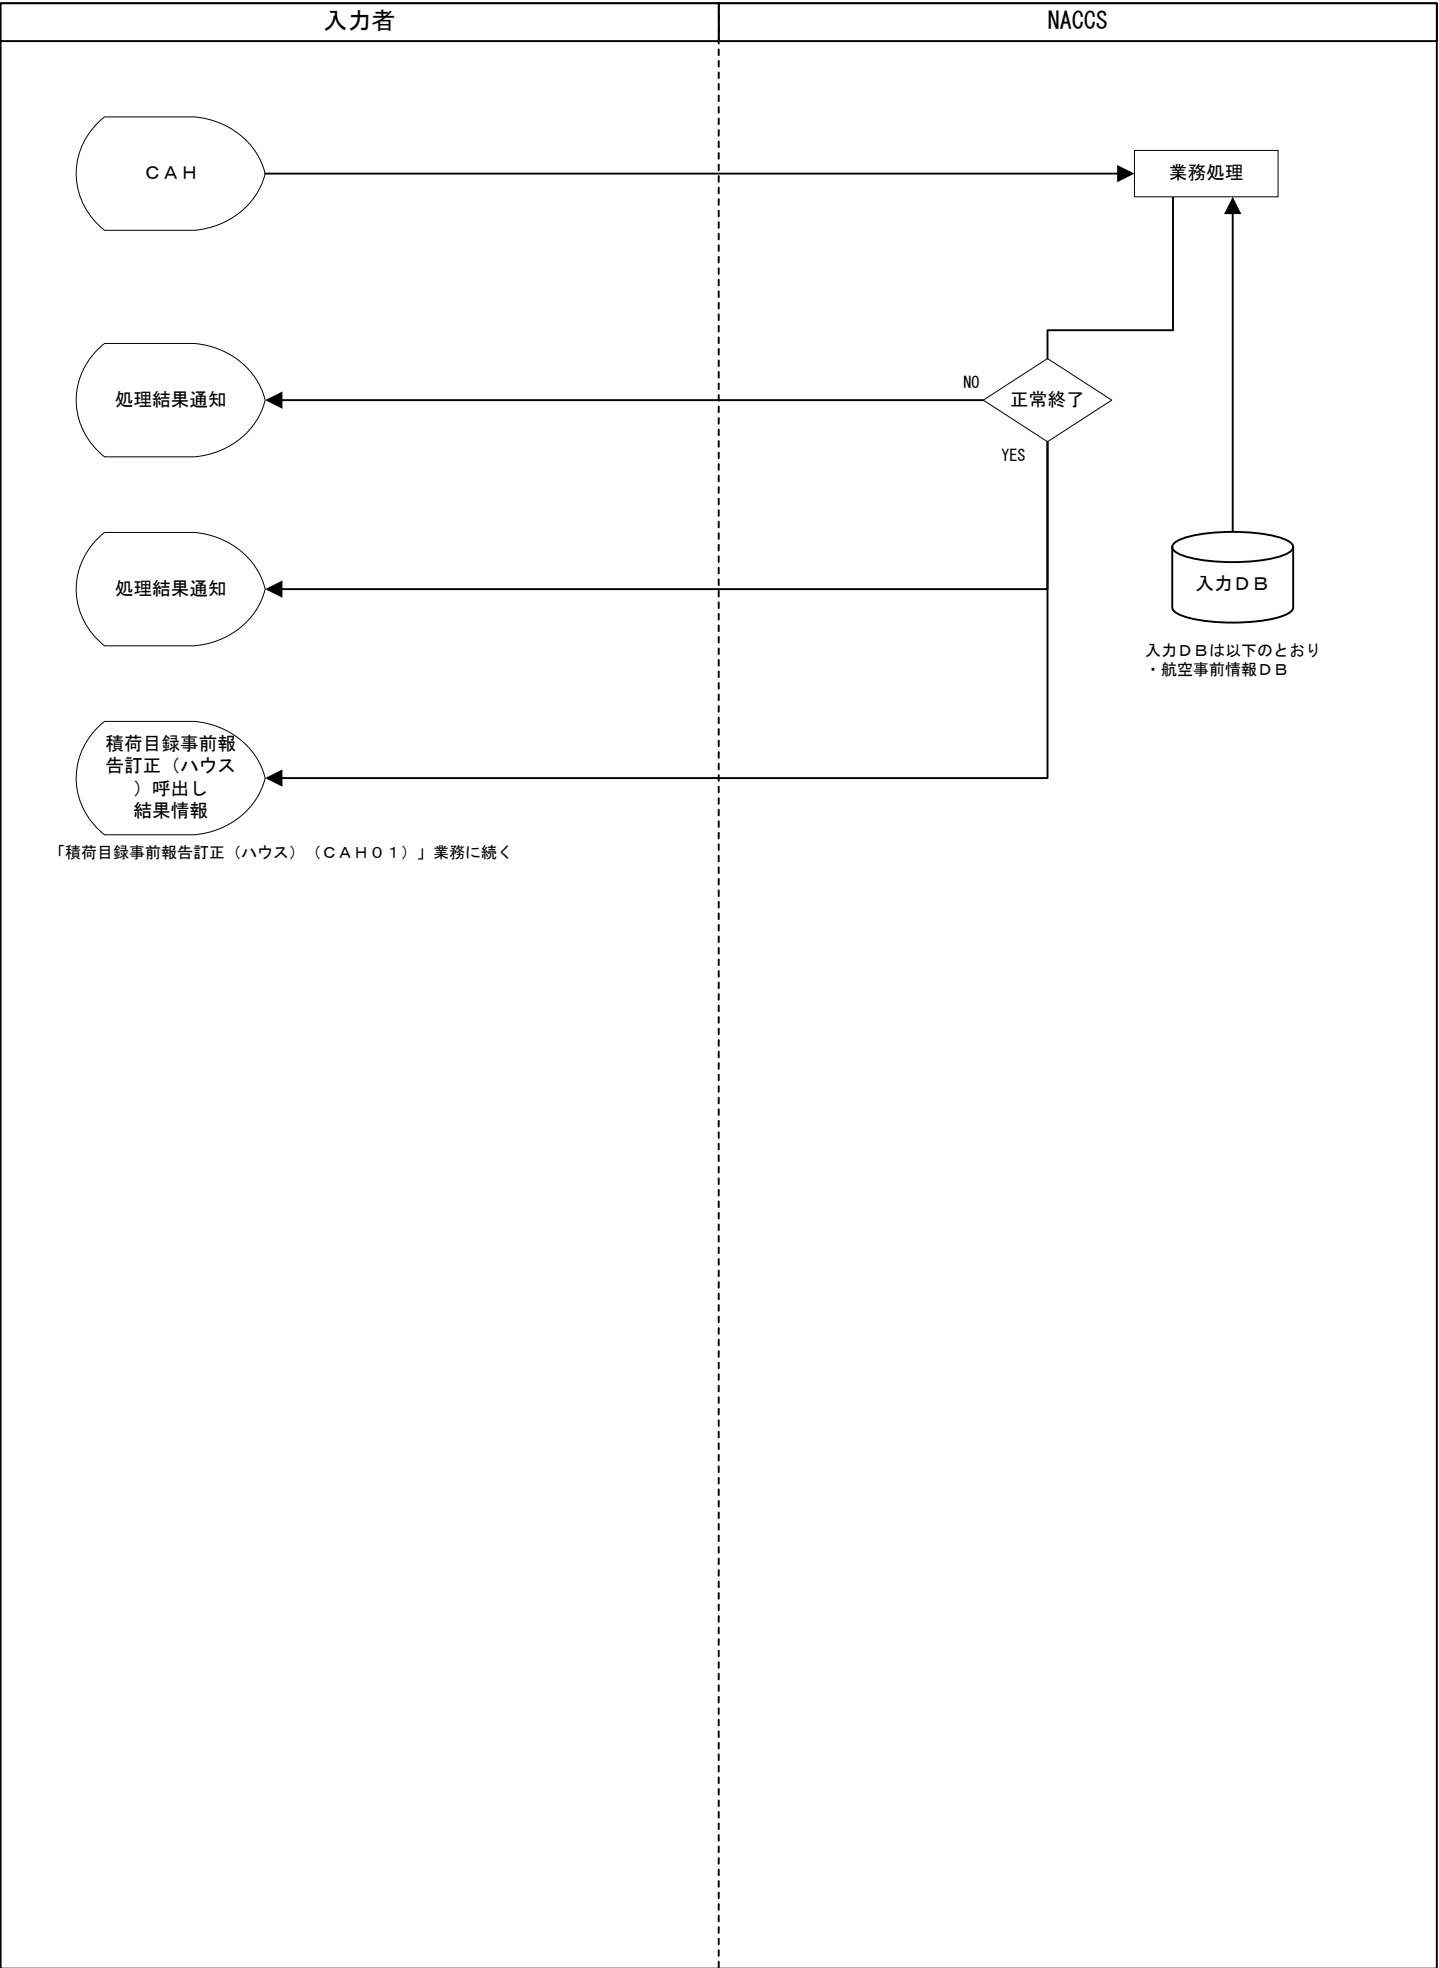 入力者
NACCS
ＣＡＨ
業務処理
処理結果通知
NO
正常終了
YES
処理結果通知
入力ＤＢ
入力ＤＢは以下のとおり
・航空事前情報ＤＢ
積荷目録事前報
告訂正（ハウス
）呼出し
結果情報
「積荷目録事前報告訂正（ハウス）（ＣＡＨ０１）」業務に続く